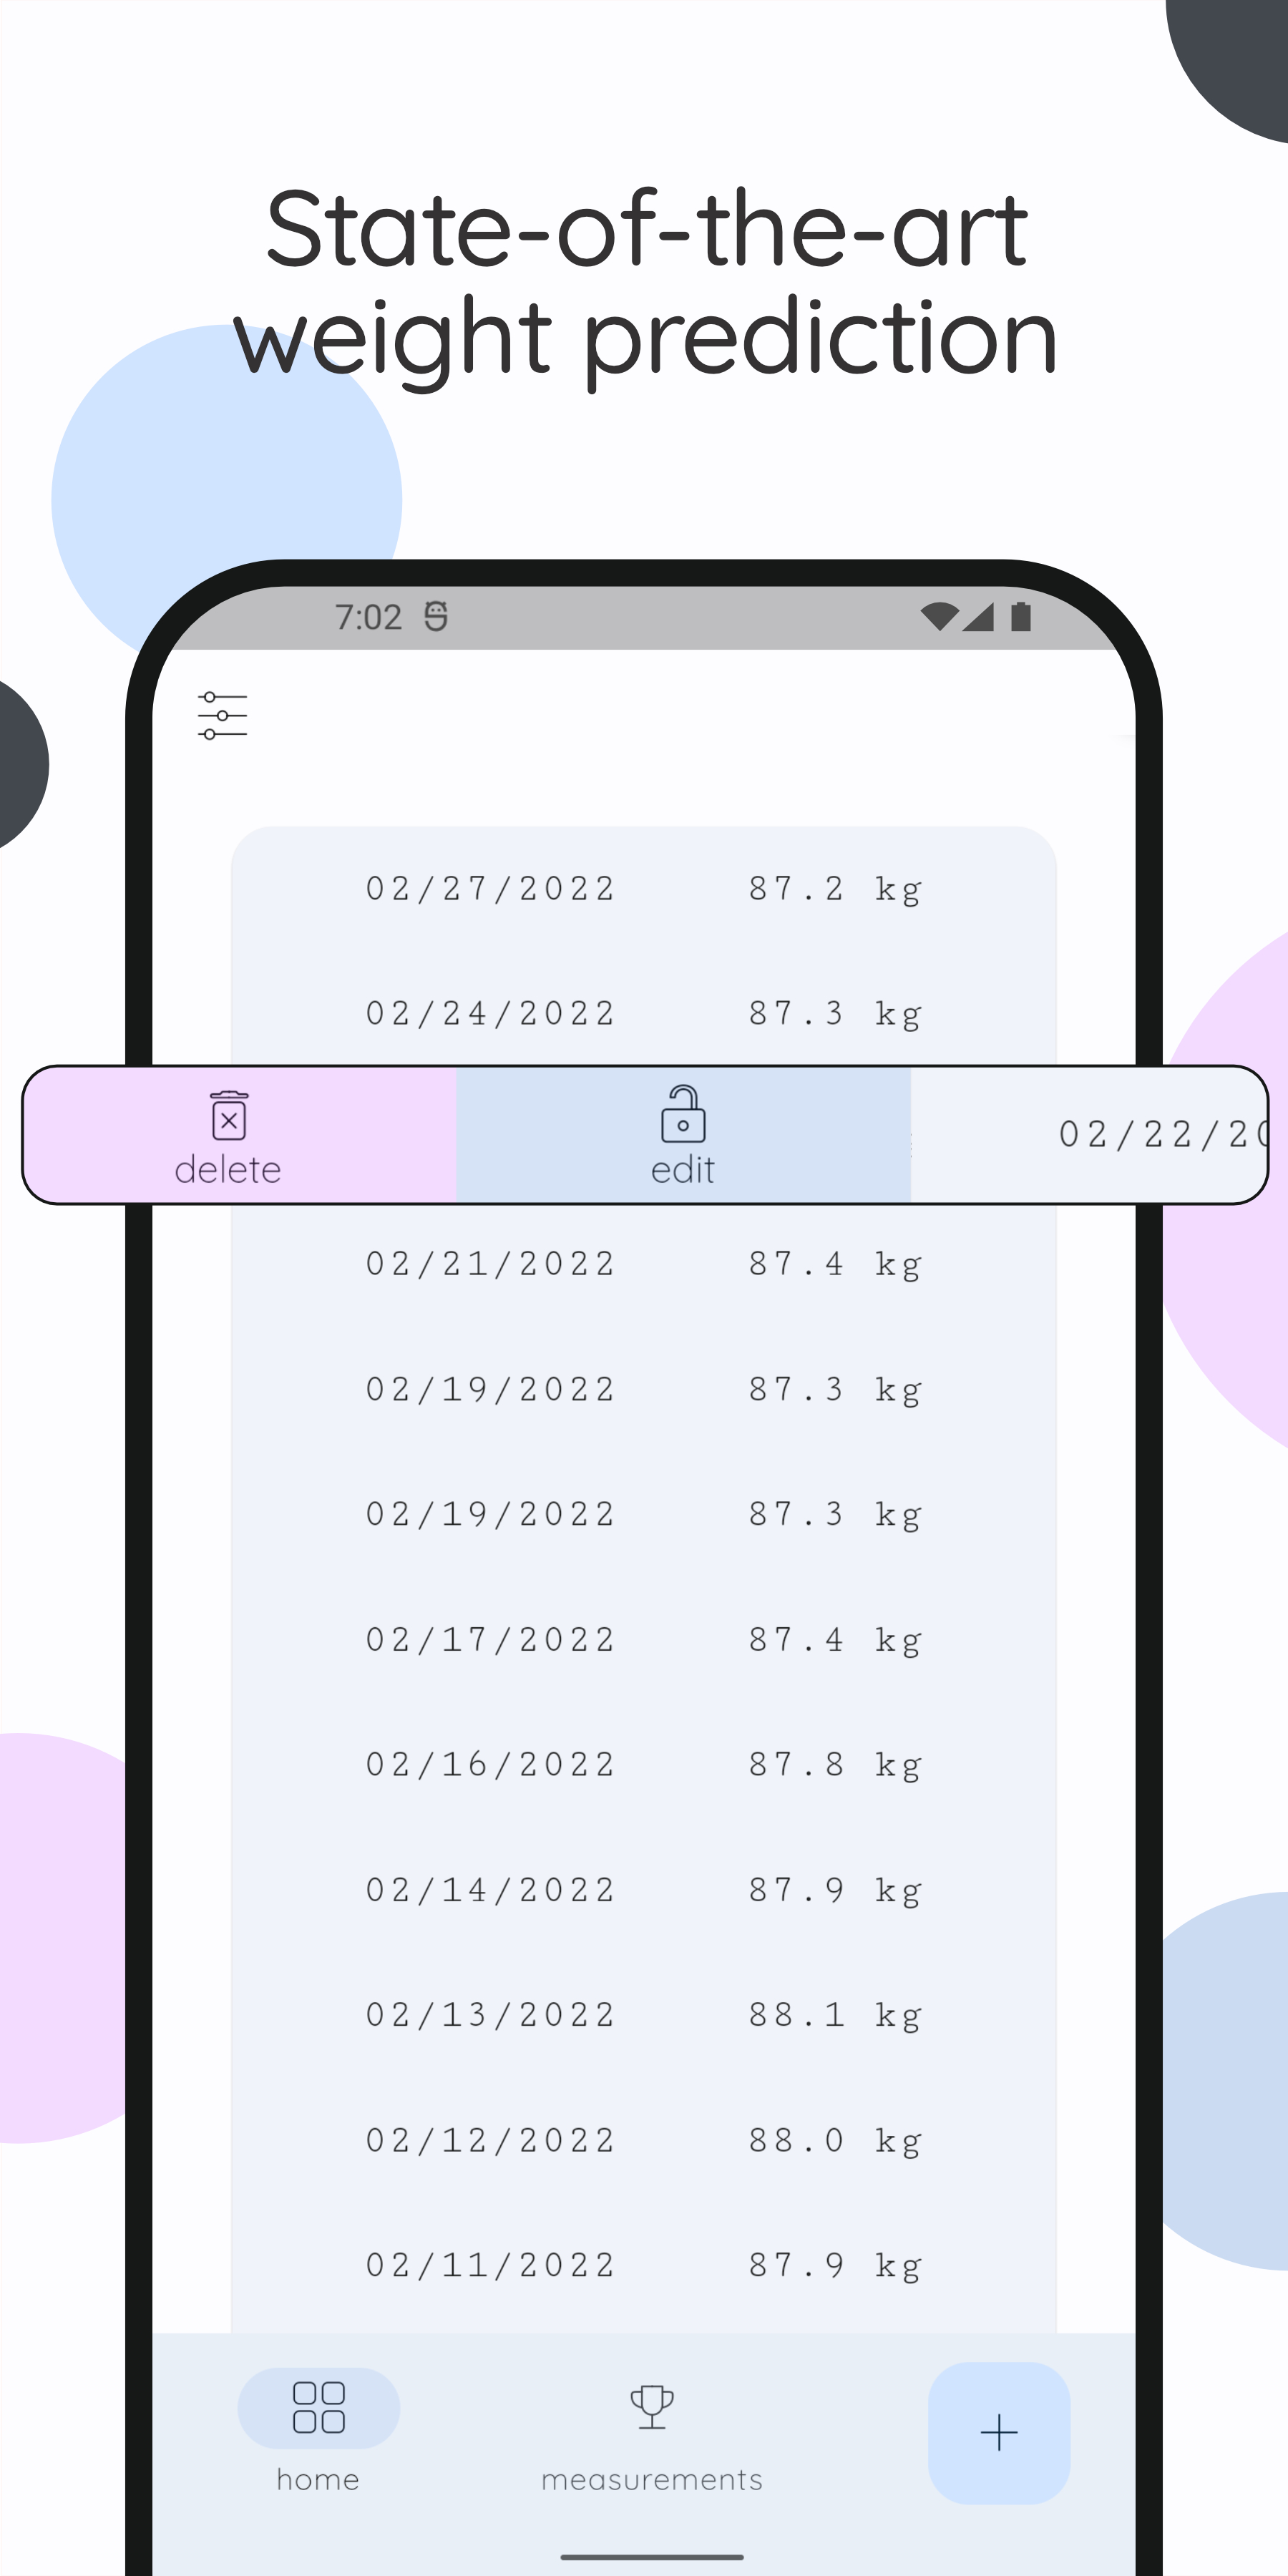 State-of-the-art
weight prediction
7:02
02/27/2022 87.2 kg
02/24/2022 87.3 kg
delete edit 02/22/20
02/21/2022 87.4 kg
02/19/2022 87.3 kg
02/19/2022 87.3 kg
02/17/2022 87.4 kg
02/16/2022 87.8 kg
02/14/2022 87.9 kg
02/13/2022 88.1 kg
02/12/2022 88.0 kg
02/11/2022 87.9 kg
home measurements